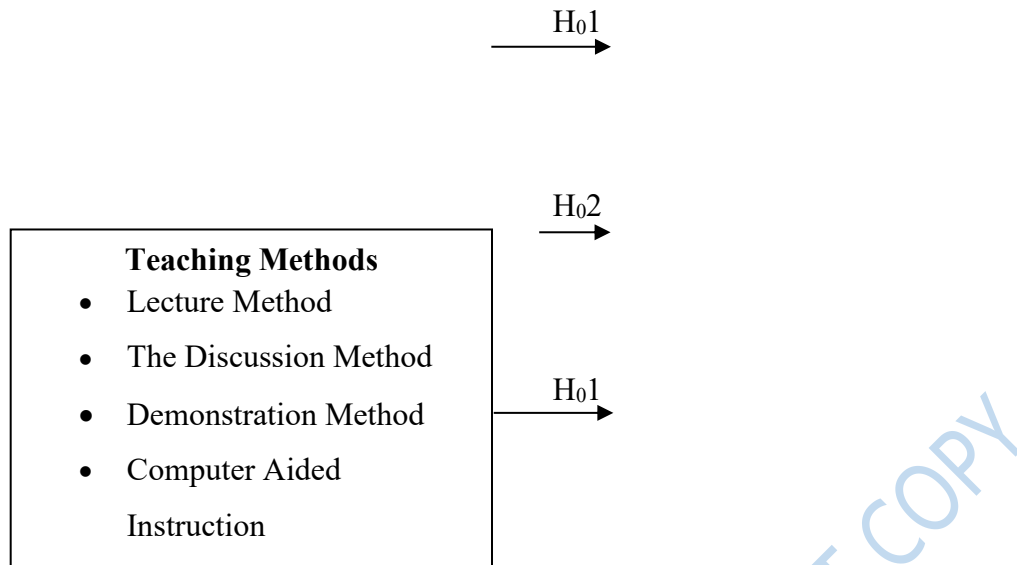 H₀1
H₀2
Teaching Methods
• Lecture Method
• The Discussion Method
H₀1
• Demonstration Method
• Computer Aided
Instruction
COPY